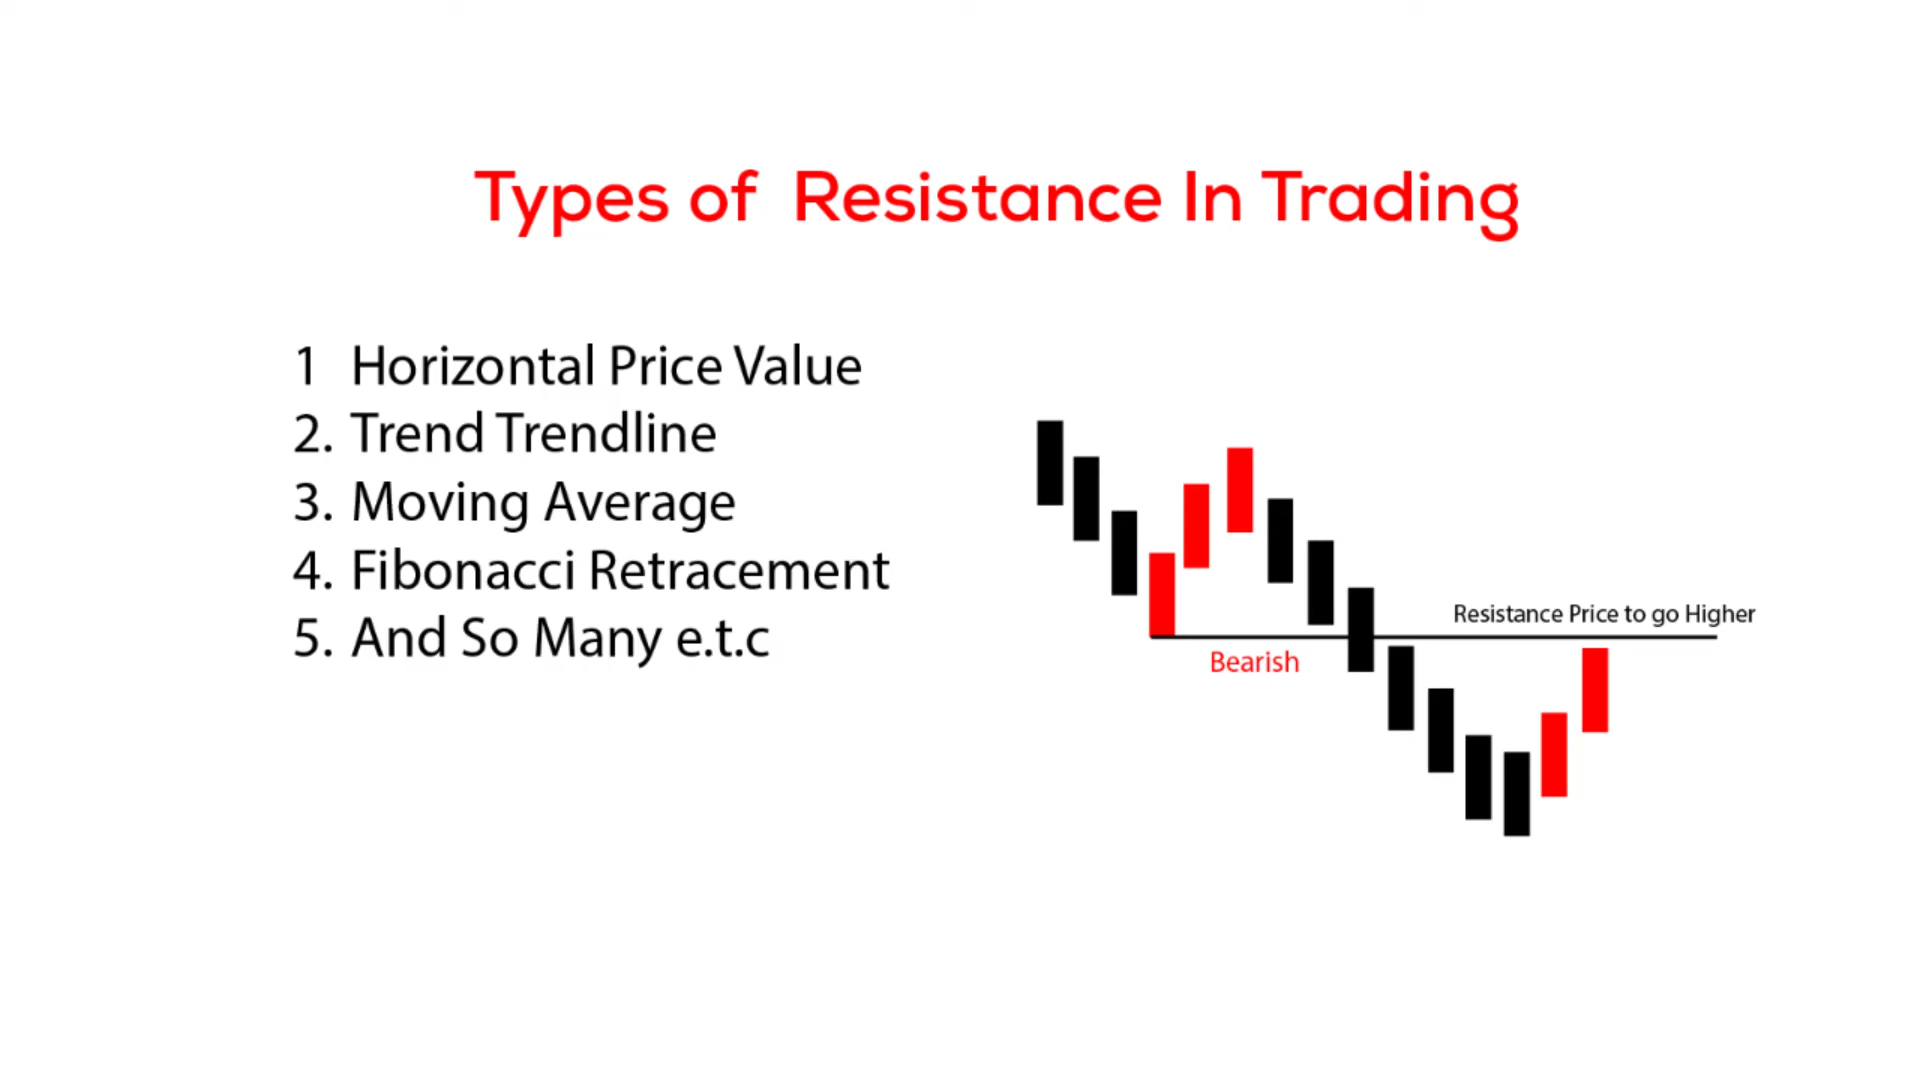 Types of Resistance In Trading
1 Horizontal Price Value
2. Trend Trendline
3. Moving Average
4. Fibonacci Retracement
5. And So Many e.t.c
Resistance Price to go Higher
Bearish